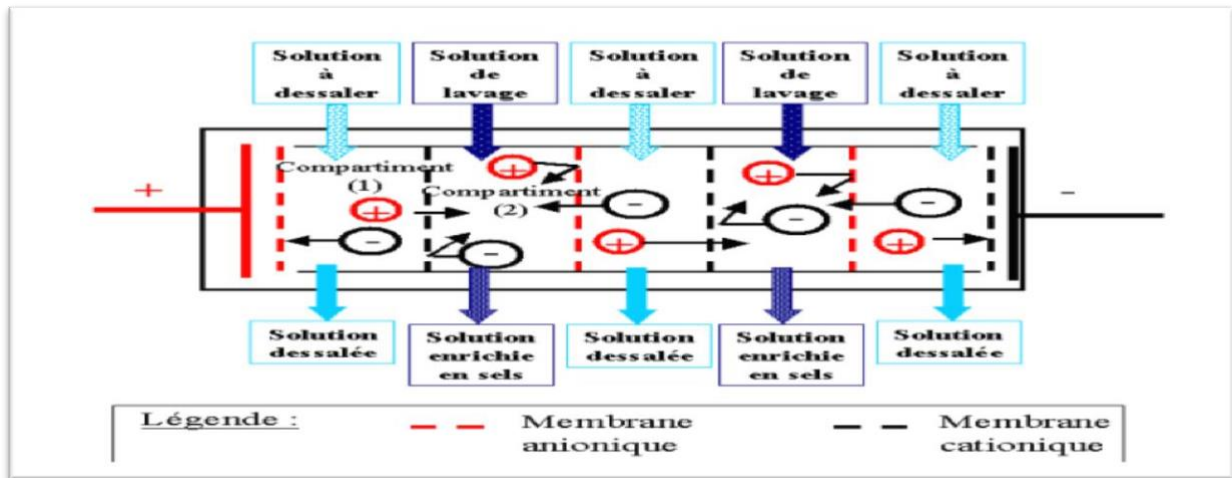 Solution
à
dessaler
Solution
de
lavage
Solution
à
dessaler
Solution
de
lavage
Solution
à
dessaler
Compartiment
(1)
Compartiment
(2)
+
-
+
-
+
-
+
-
+
-
+
-
Solution
dessalée
Solution
enrichie
en sels
Solution
dessalée
Solution
enrichie
en sels
Solution
dessalée
Légende :
Membrane
anionique
Membrane
cationique